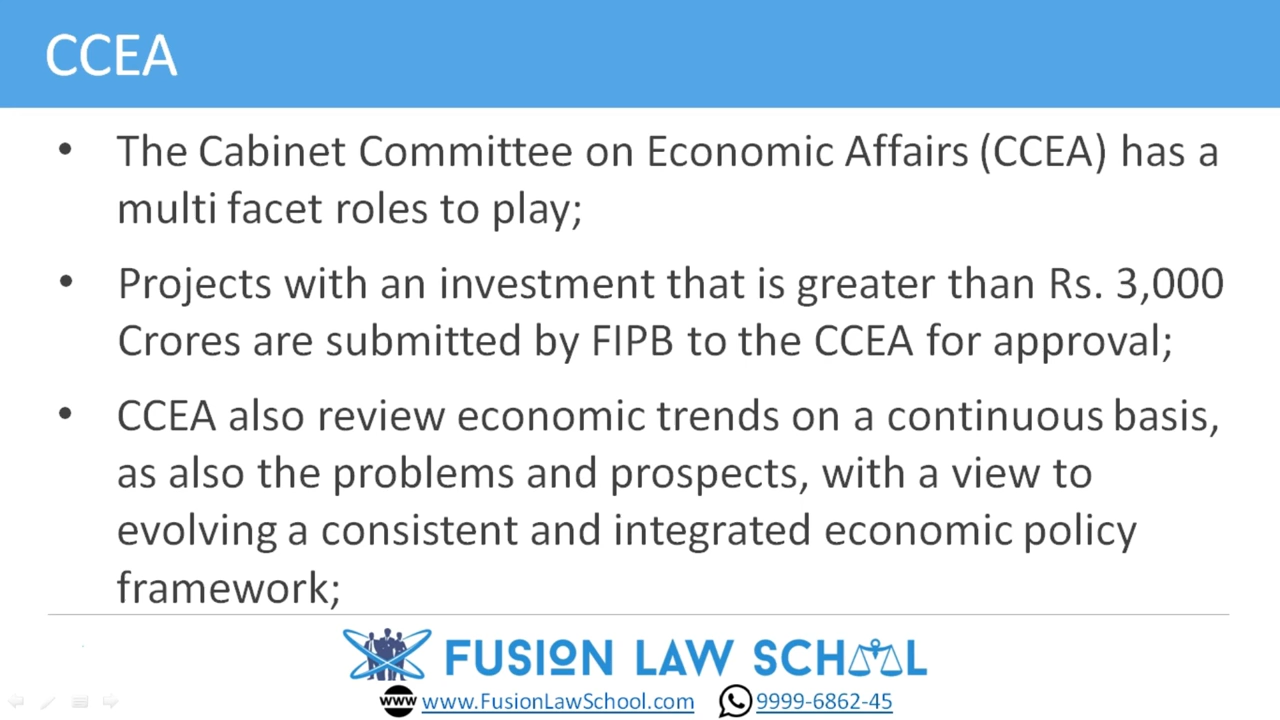 CCEA
• The Cabinet Committee on Economic Affairs (CCEA) has a
multi facet roles to play;
• Projects with an investment that is greater than Rs. 3,000
Crores are submitted by FIPB to the CCEA for approval;
• CCEA also review economic trends on a continuous basis,
as also the problems and prospects, with a view to
evolving a consistent and integrated economic policy
framework;
FUSION LAW SCHOOL
www www.FusionLawSchool.com 9999-6862-45